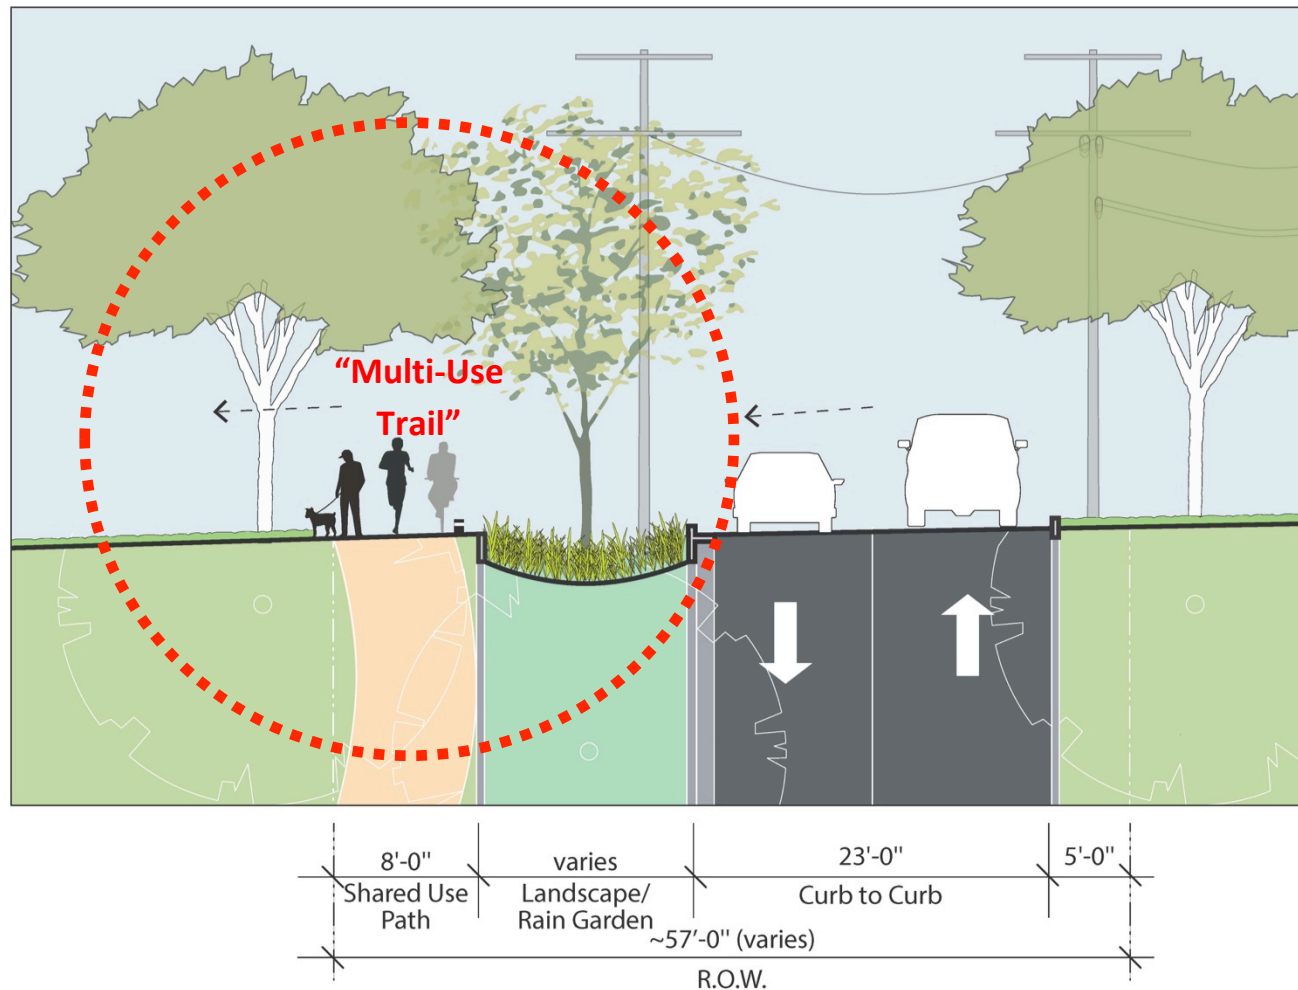 “Multi-Use
Trail”
8'-0"
varies
23'-0"
5'-0"
Shared Use
Path
Landscape/
Rain Garden
Curb to Curb
~57’-0" (varies)
R.O.W.